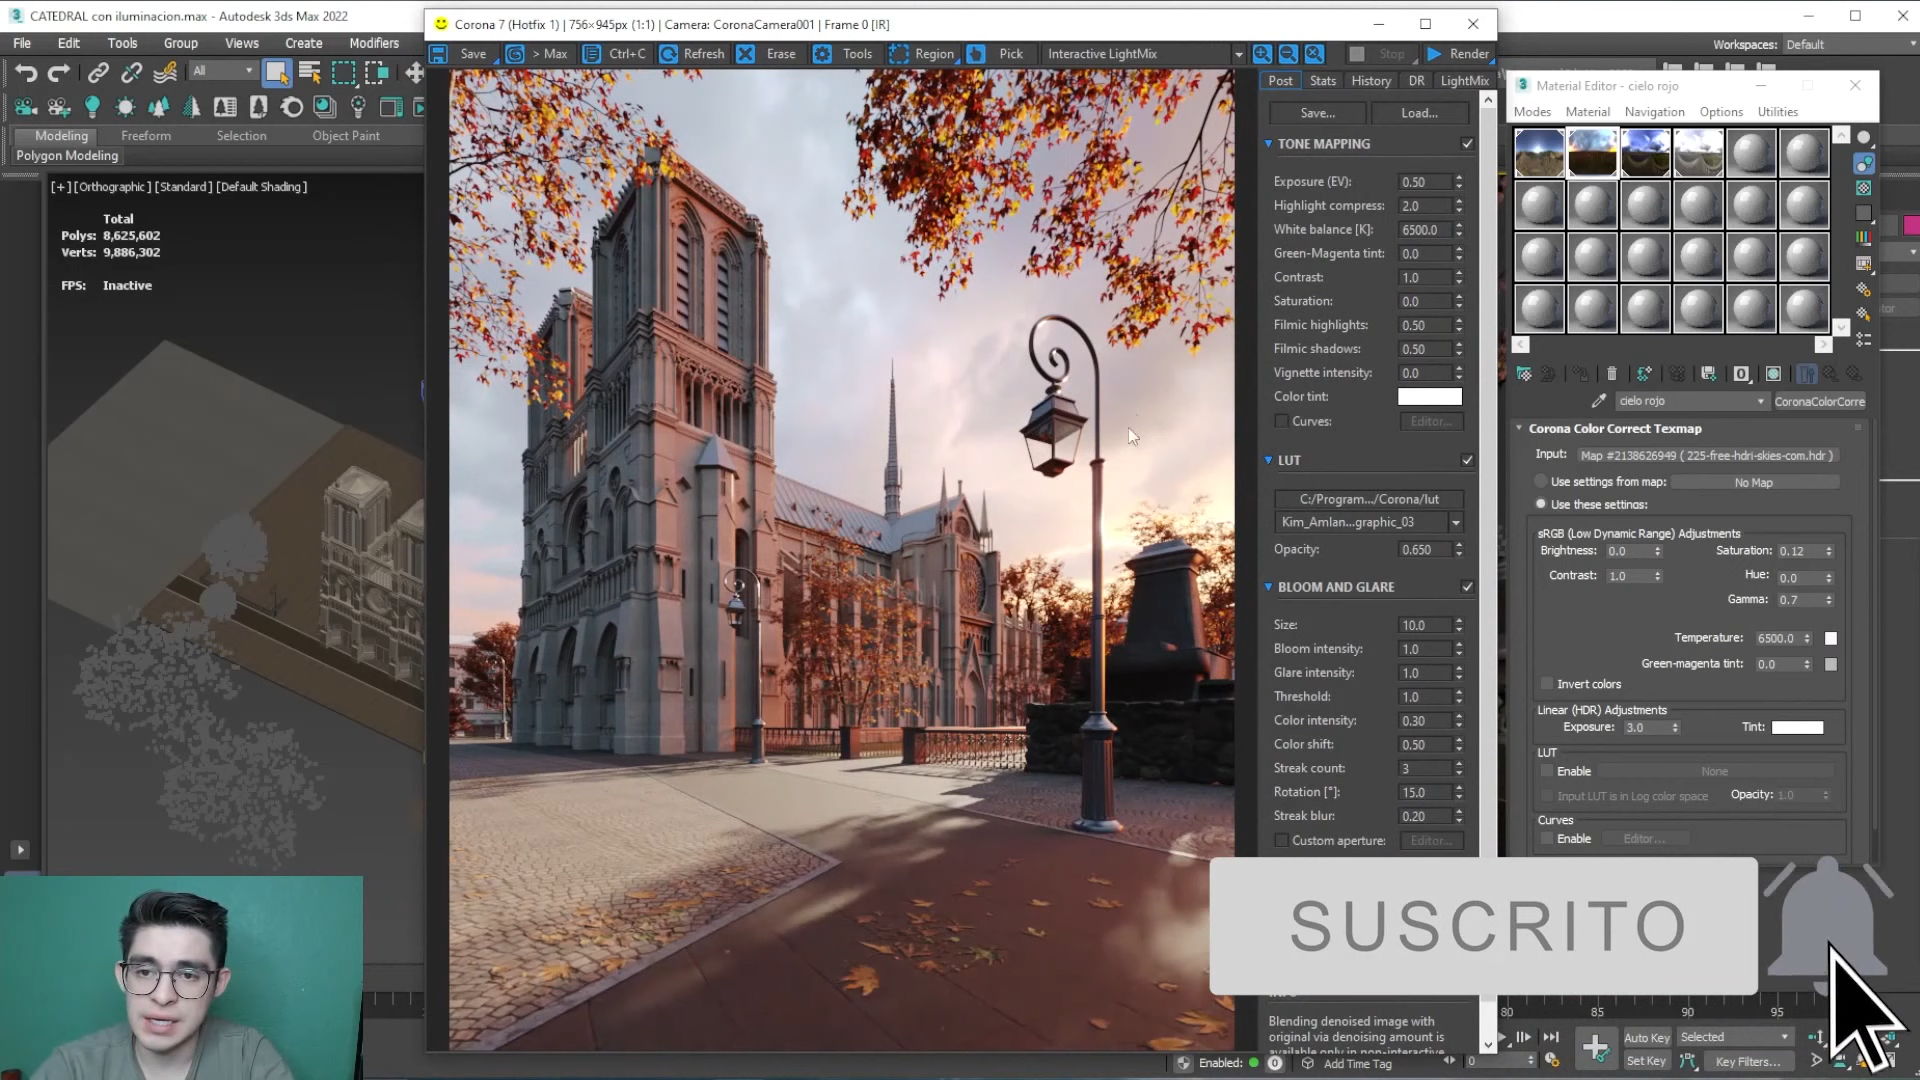 CATEDRAL con iluminacion.max - Autodesk 3ds Max 2022
File Edit Tools Group Views Create Modifiers
All
Modeling Freeform Selection Object Paint
Polygon Modeling
[+] [Orthographic] [Standard] [Default Shading]
Total
Polys: 8,625,602
Verts: 9,886,302
FPS: Inactive
Corona 7 (Hotfix 1) | 756×945px (1:1) | Camera: CoronaCamera001 | Frame 0 [IR]
Save > Max Ctrl+C Refresh Erase Tools Region Pick Interactive LightMix Stop Render
Post Stats History DR LightMix
Save... Load...
TONE MAPPING
Exposure (EV): 0.50
Highlight compress: 2.0
White balance [K]: 6500.0
Green-Magenta tint: 0.0
Contrast: 1.0
Saturation: 0.0
Filmic highlights: 0.50
Filmic shadows: 0.50
Vignette intensity: 0.0
Color tint:
Curves: Editor...
LUT
C:/Program.../Corona/lut
Kim_Amlan...graphic_03
Opacity: 0.650
BLOOM AND GLARE
Size: 10.0
Bloom intensity: 1.0
Glare intensity: 1.0
Threshold: 1.0
Color intensity: 0.30
Color shift: 0.50
Streak count: 3
Rotation [°]: 15.0
Streak blur: 0.20
Custom aperture: Editor...
Blending denoised image with
original via denoising amount is
available only in non-interactive
Workspaces: Default
Material Editor - cielo rojo
Modes Material Navigation Options Utilities
cielo rojo CoronaColorCorre
Corona Color Correct Texmap
Input: Map #2138626949 ( 225-free-hdri-skies-com.hdr )
Use settings from map: No Map
Use these settings:
sRGB (Low Dynamic Range) Adjustments
Brightness: 0.0 Saturation: 0.12
Contrast: 1.0 Hue: 0.0
Gamma: 0.7
Temperature: 6500.0
Green-magenta tint: 0.0
Invert colors
Linear (HDR) Adjustments
Exposure: 3.0 Tint:
LUT
Enable None
Input LUT is in Log color space Opacity: 1.0
Curves
Enable Editor...
SUSCRITO
80 85 90 95
Auto Key Selected
Set Key Key Filters...
Enabled: 0 Add Time Tag 0